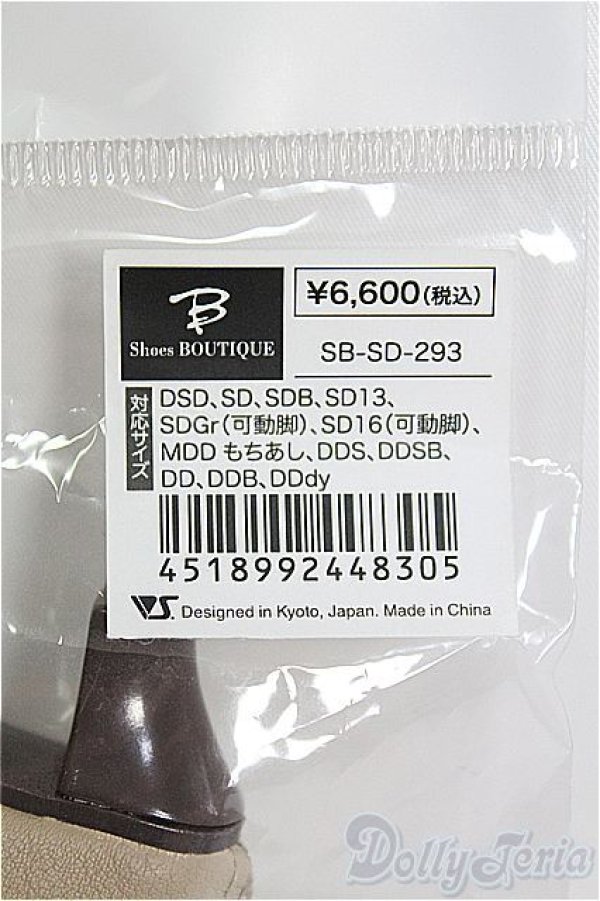 B
Shoes BOUTIQUE
¥6,600(税込)
SB-SD-293
対応サイズ
DSD、SD、SDB、SD13、
SDGr(可動脚)、SD16(可動脚)、
MDD もちあし、DDS、DDSB、
DD、DDB、DDdy
4518992448305
VS. Designed in Kyoto, Japan. Made in China
DollyTeria